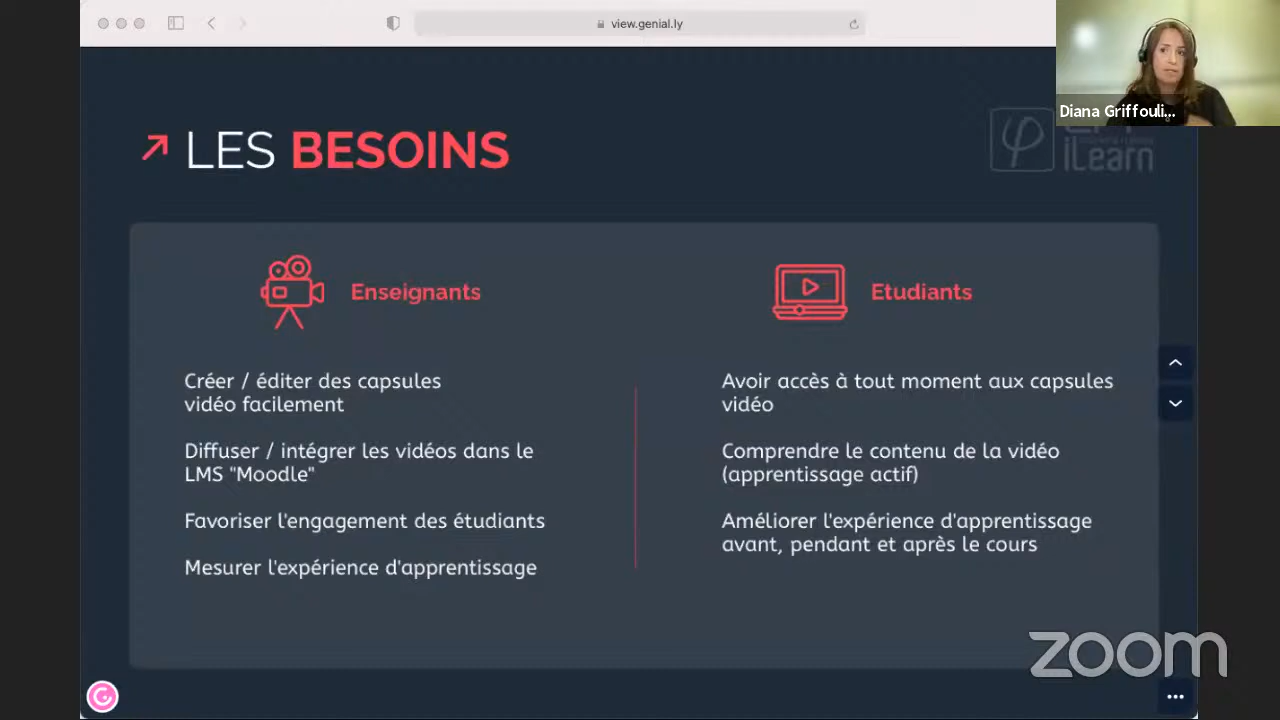 view.genial.ly
Diana Griffouli...
LES BESOINS
iLearn
Enseignants
Créer / éditer des capsules
vidéo facilement
Diffuser / intégrer les vidéos dans le
LMS "Moodle"
Favoriser l'engagement des étudiants
Mesurer l'expérience d'apprentissage
Etudiants
Avoir accès à tout moment aux capsules
vidéo
Comprendre le contenu de la vidéo
(apprentissage actif)
Améliorer l'expérience d'apprentissage
avant, pendant et après le cours
zoom